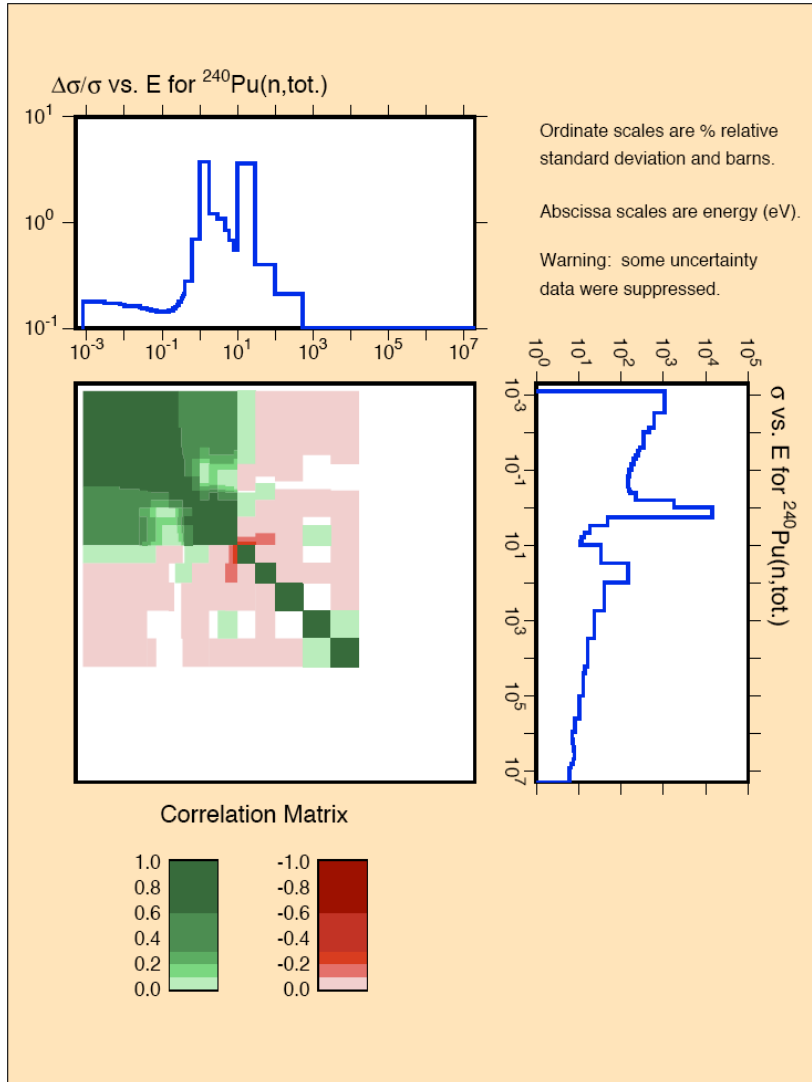 Δσ/σ vs. E for ²⁴⁰Pu(n,tot.)
10¹
10⁰
10⁻¹
10⁻³ 10⁻¹ 10¹ 10³ 10⁵ 10⁷
Ordinate scales are % relative
standard deviation and barns.
Abscissa scales are energy (eV).
Warning: some uncertainty
data were suppressed.
10⁰ 10¹ 10² 10³ 10⁴ 10⁵
10⁻³
10⁻¹
10¹
10³
10⁵
10⁷
σ vs. E for ²⁴⁰Pu(n,tot.)
Correlation Matrix
1.0
0.8
0.6
0.4
0.2
0.0
-1.0
-0.8
-0.6
-0.4
-0.2
0.0